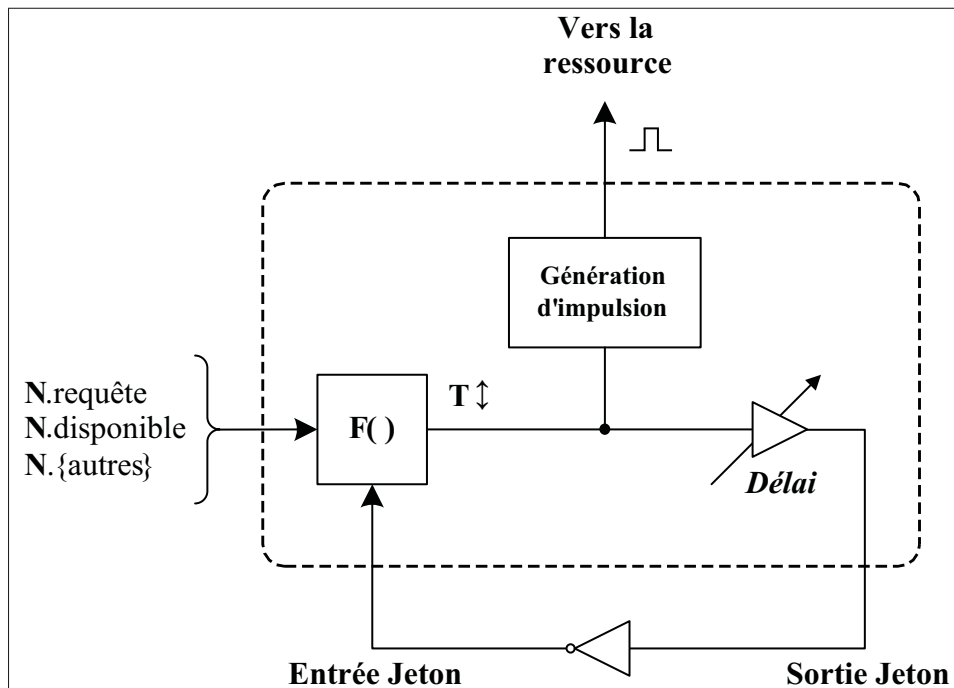 Vers la
ressource
Génération
d'impulsion
N.requête
N.disponible
N.{autres}
F( )
T ↕
Délai
Entrée Jeton
Sortie Jeton